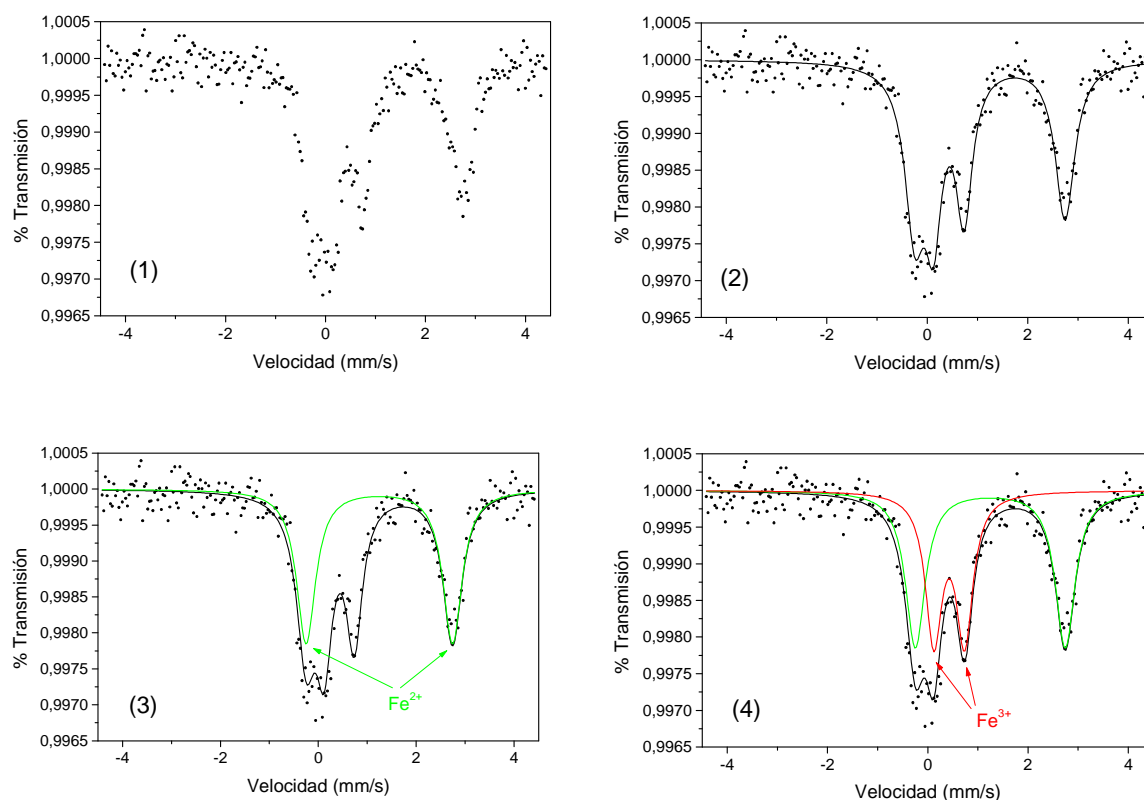 1,0005
1,0000
0,9995
0,9990
0,9985
0,9980
0,9975
0,9970
0,9965
% Transmisión
(1)
-4 -2 0 2 4
Velocidad (mm/s)
1,0005
1,0000
0,9995
0,9990
0,9985
0,9980
0,9975
0,9970
0,9965
% Transmisión
(2)
-4 -2 0 2 4
Velocidad (mm/s)
1,0005
1,0000
0,9995
0,9990
0,9985
0,9980
0,9975
0,9970
0,9965
% Transmisión
Fe²⁺
(3)
-4 -2 0 2 4
Velocidad (mm/s)
1,0005
1,0000
0,9995
0,9990
0,9985
0,9980
0,9975
0,9970
0,9965
% Transmisión
Fe³⁺
(4)
-4 -2 0 2 4
Velocidad (mm/s)